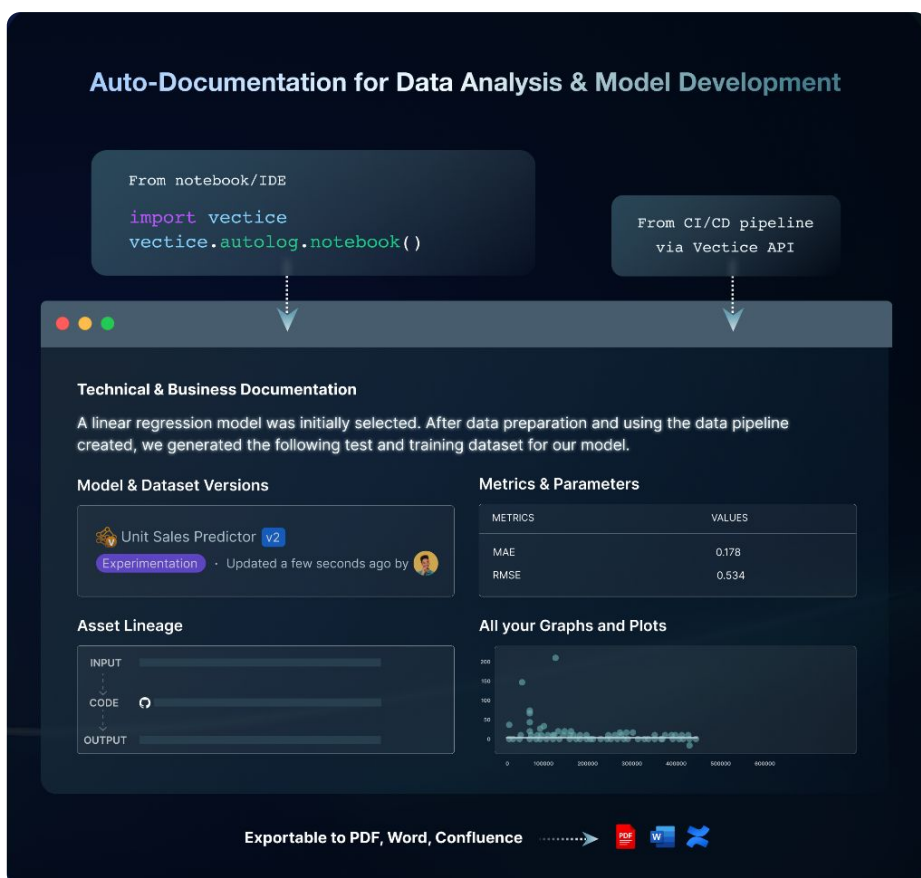 Auto-Documentation for Data Analysis & Model Development
From notebook/IDE
import vectice
vectice.autolog.notebook()
From CI/CD pipeline
via Vectice API
Technical & Business Documentation
A linear regression model was initially selected. After data preparation and using the data pipeline
created, we generated the following test and training dataset for our model.
Model & Dataset Versions
Unit Sales Predictor v2
Experimentation · Updated a few seconds ago by
Metrics & Parameters
METRICS VALUES
MAE 0.178
RMSE 0.534
Asset Lineage
INPUT
CODE
OUTPUT
All your Graphs and Plots
200
150
100
50
0
0 100000 200000 300000 400000 500000 600000
Exportable to PDF, Word, Confluence
PDF
W